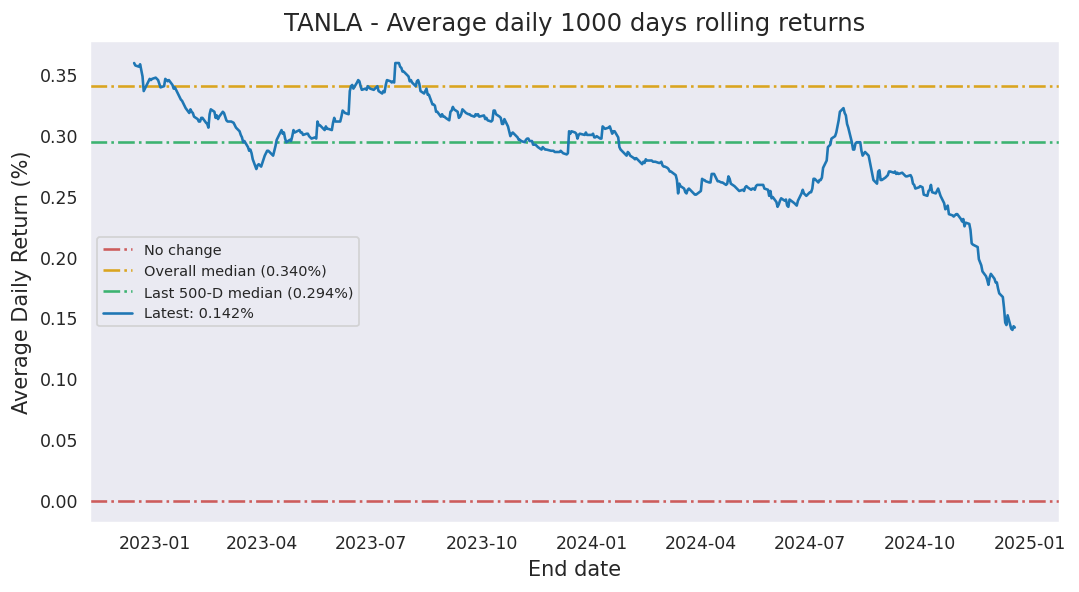 TANLA - Average daily 1000 days rolling returns
Average Daily Return (%)
0.35
0.30
0.25
0.20
0.15
0.10
0.05
0.00
No change
Overall median (0.340%)
Last 500-D median (0.294%)
Latest: 0.142%
2023-01 2023-04 2023-07 2023-10 2024-01 2024-04 2024-07 2024-10 2025-01
End date